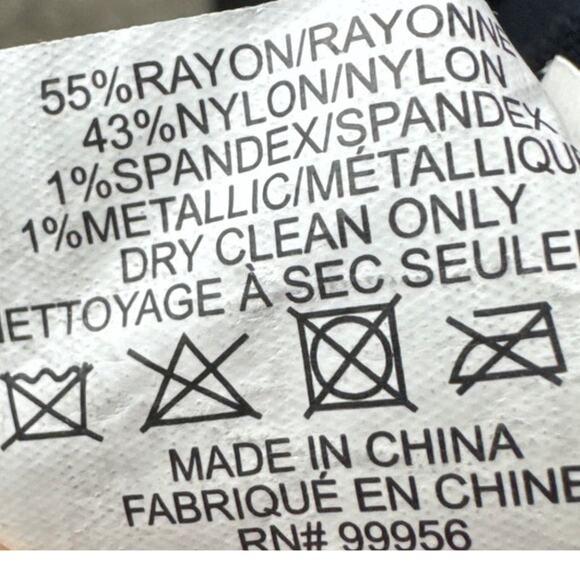 55%RAYON/RAYONNE
43%NYLON/NYLON
1%SPANDEX/SPANDEX
1%METALLIC/MÉTALLIQU
DRY CLEAN ONLY
NETTOYAGE À SEC SEULE
MADE IN CHINA
FABRIQUÉ EN CHINE
RN# 99956